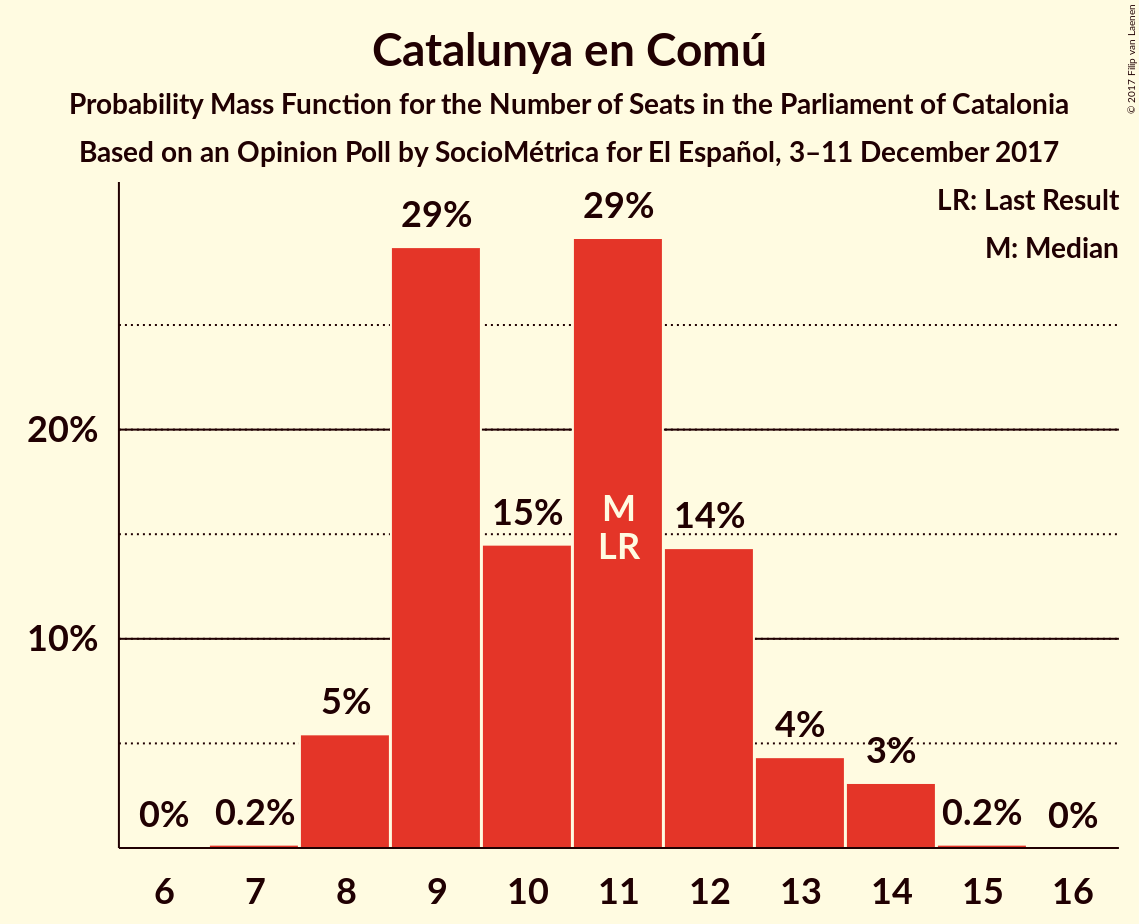 Catalunya en Comú
Probability Mass Function for the Number of Seats in the Parliament of Catalonia
Based on an Opinion Poll by SocioMétrica for El Español, 3–11 December 2017
© 2017 Filip van Laenen
LR: Last Result
M: Median
29%
29%
20%
15%
M
LR
14%
10%
5%
4%
3%
0%
0.2%
0.2%
0%
6 7 8 9 10 11 12 13 14 15 16